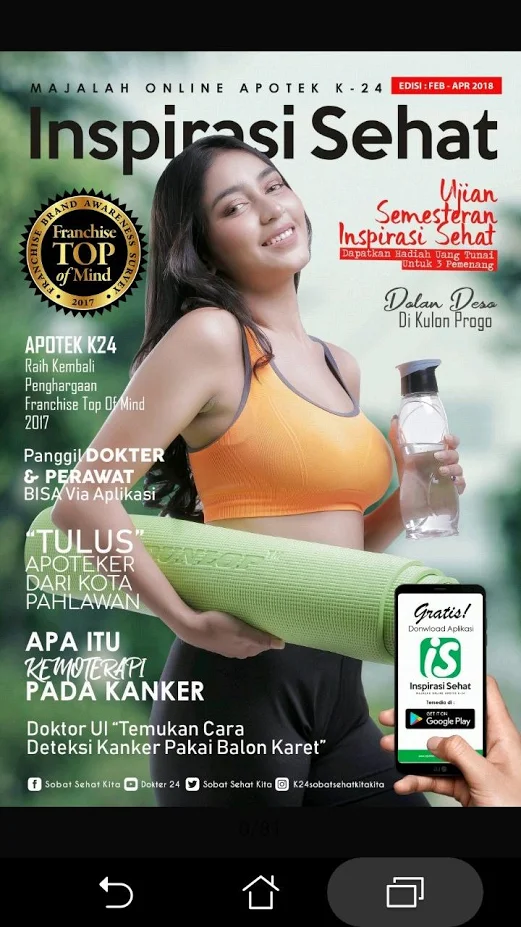 MAJALAH ONLINE APOTEK K-24
EDISI : FEB - APR 2018
Inspirasi Sehat
Ujian
Semesteran
Inspirasi Sehat
Dapatkan Hadiah Uang Tunai
Untuk 3 Pemenang
FRANCHISE BRAND AWARENESS SURVEY
Franchise
TOP
of Mind
2017
Dolan Deso
Di Kulon Progo
APOTEK K24
Raih Kembali
Penghargaan
Franchise Top Of Mind
2017
Panggil DOKTER
& PERAWAT
BISA Via Aplikasi
"TULUS"
APOTEKER
DARI KOTA
PAHLAWAN
APA ITU
KEMOTERAPI
PADA KANKER
Doktor UI "Temukan Cara
Deteksi Kanker Pakai Balon Karet"
DUNLOP
Gratis!
Donwload Aplikasi
is
Inspirasi Sehat
Tersedia di :
GET IT ON
Google Play
Sobat Sehat Kita
Dokter 24
Sobat Sehat Kita
K24sobatsehatkitakita
0/91